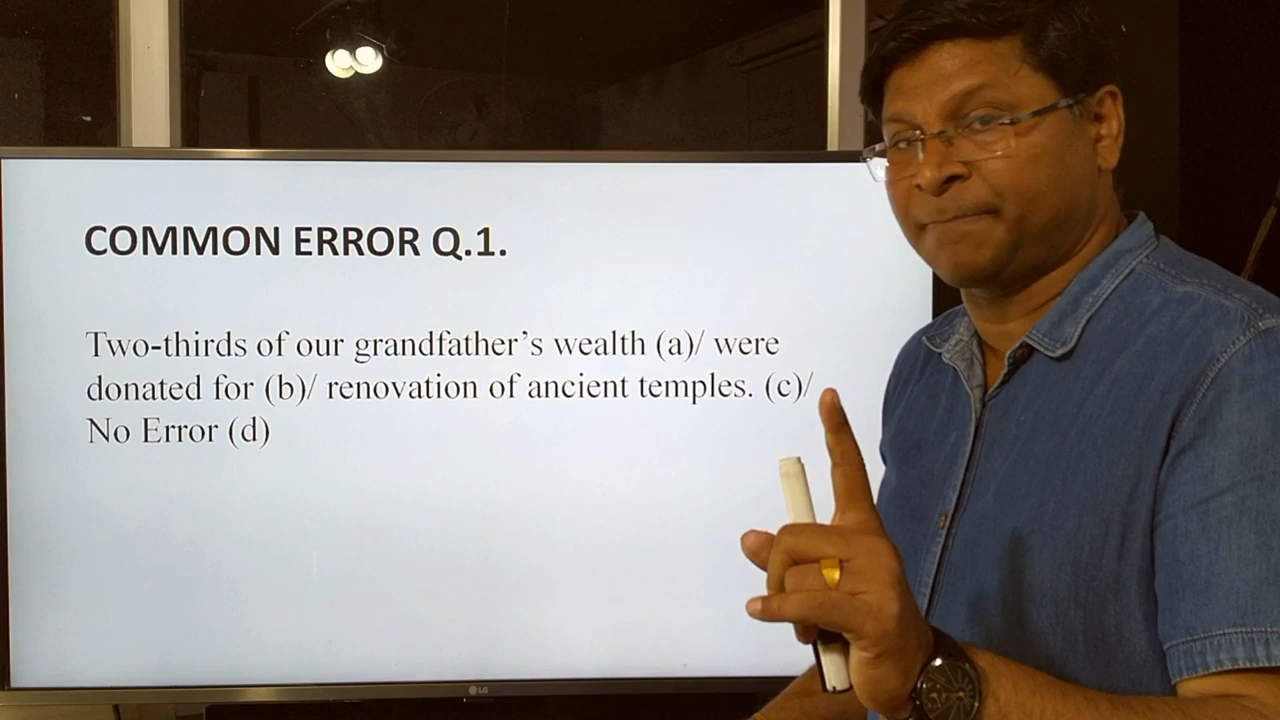 COMMON ERROR Q.1.
Two-thirds of our grandfather’s wealth (a)/ were
donated for (b)/ renovation of ancient temples. (c)/
No Error (d)
LG